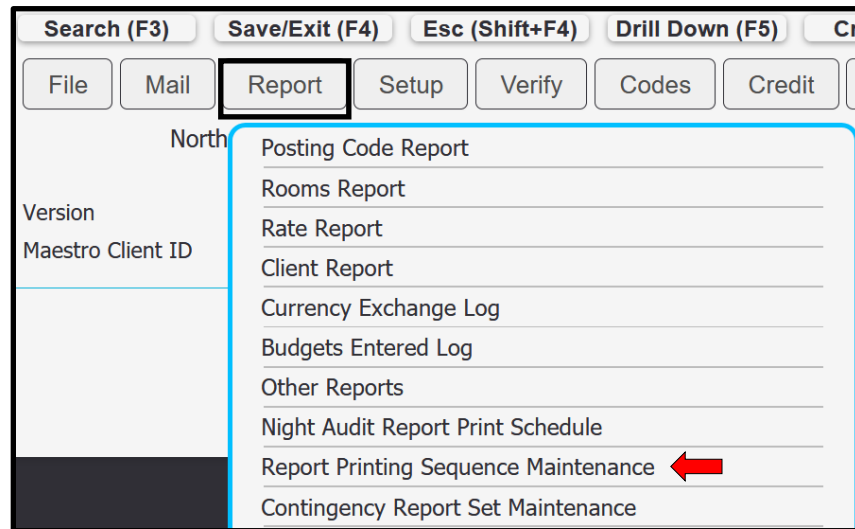 Search (F3) Save/Exit (F4) Esc (Shift+F4) Drill Down (F5) Cr
File Mail Report Setup Verify Codes Credit
North
Posting Code Report
Rooms Report
Version
Rate Report
Maestro Client ID
Client Report
Currency Exchange Log
Budgets Entered Log
Other Reports
Night Audit Report Print Schedule
Report Printing Sequence Maintenance
Contingency Report Set Maintenance